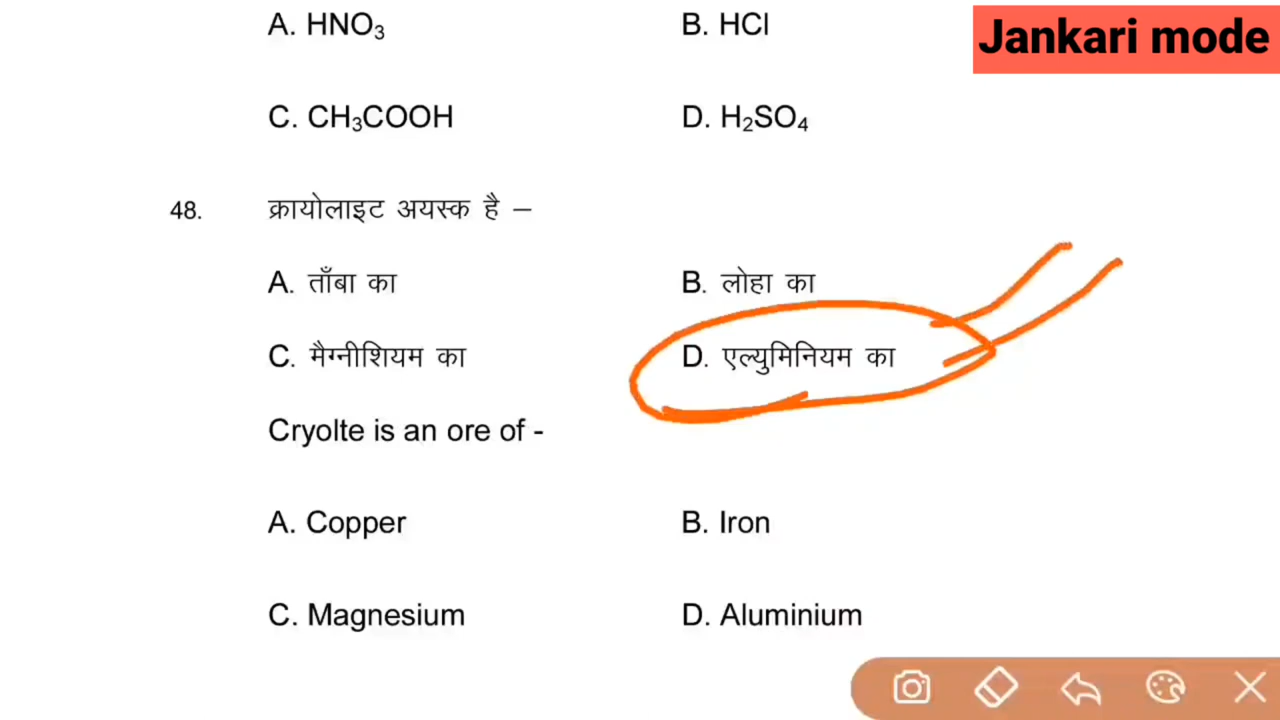 A. HNO₃ B. HCl
Jankari mode
C. CH₃COOH D. H₂SO₄
48. क्रायोलाइट अयस्क है –
A. ताँबा का B. लोहा का
C. मैग्नीशियम का D. एल्युमिनियम का
Cryolte is an ore of -
A. Copper B. Iron
C. Magnesium D. Aluminium